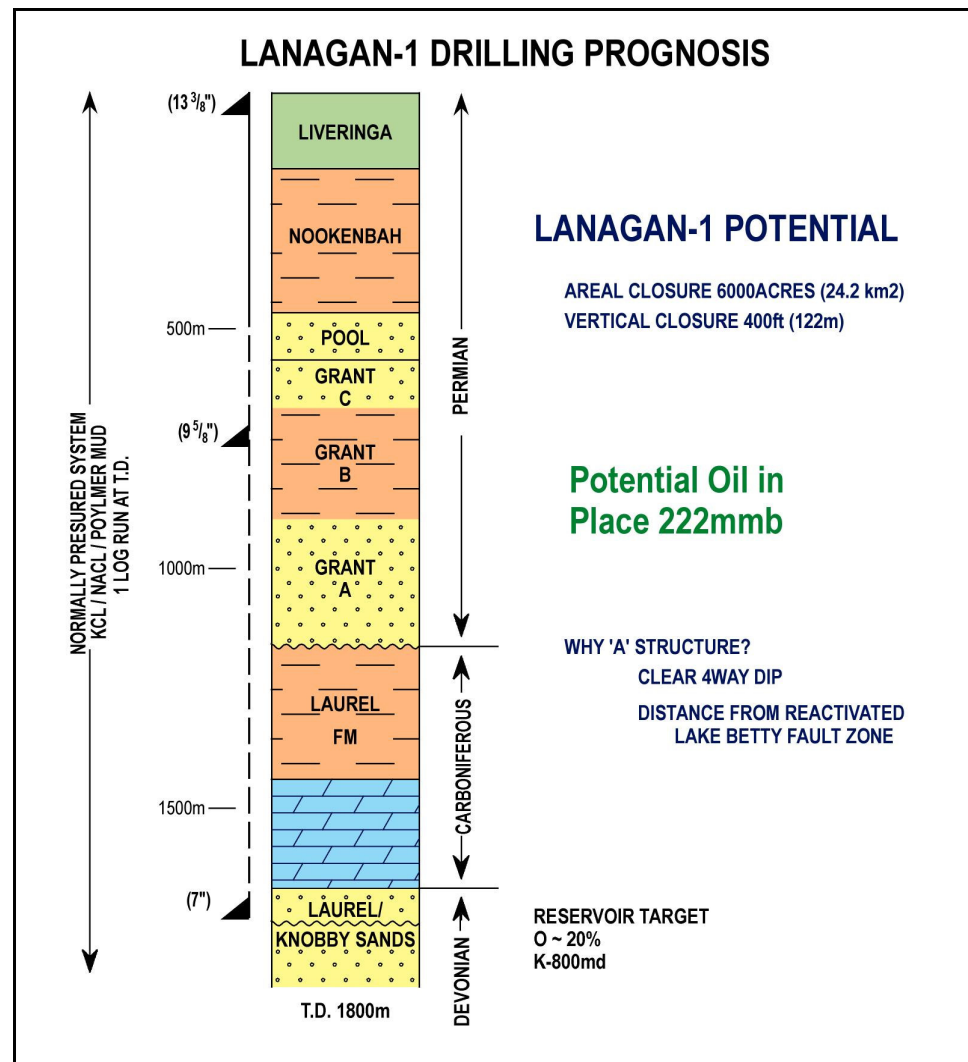 LANAGAN-1 DRILLING PROGNOSIS
(13 3/8")
LIVERINGA
NOOKENBAH
500m
POOL
GRANT
C
(9 5/8")
GRANT
B
1000m
GRANT
A
LAUREL
FM
1500m
(7")
LAUREL/
KNOBBY SANDS
T.D. 1800m
NORMALLY PRESURED SYSTEM
KCL / NACL / POYLMER MUD
1 LOG RUN AT T.D.
PERMIAN
CARBONIFEROUS
DEVONIAN
LANAGAN-1 POTENTIAL
AREAL CLOSURE 6000ACRES (24.2 km2)
VERTICAL CLOSURE 400ft (122m)
Potential Oil in
Place 222mmb
WHY 'A' STRUCTURE?
CLEAR 4WAY DIP
DISTANCE FROM REACTIVATED
LAKE BETTY FAULT ZONE
RESERVOIR TARGET
O ~ 20%
K-800md